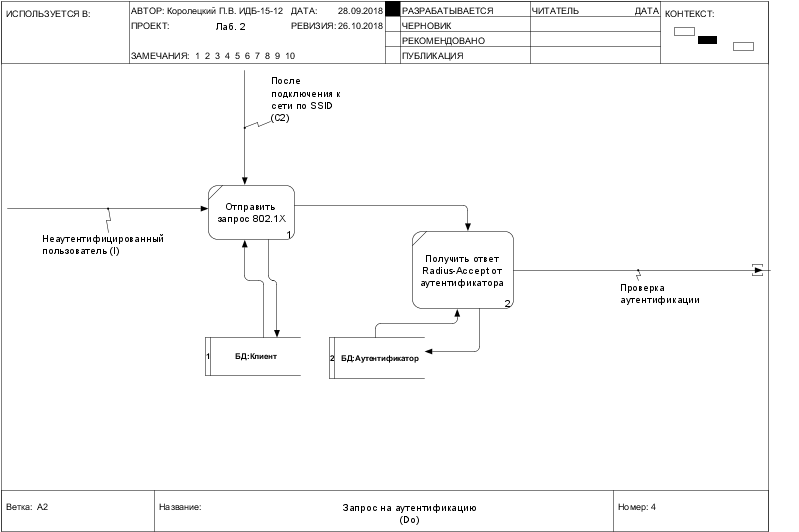 ИСПОЛЬЗУЕТСЯ В:
АВТОР: Королецкий П.В. ИДБ-15-12
ДАТА: 28.09.2018
РАЗРАБАТЫВАЕТСЯ
ЧИТАТЕЛЬ
ДАТА
КОНТЕКСТ:
ПРОЕКТ: Лаб. 2
РЕВИЗИЯ: 26.10.2018
ЧЕРНОВИК
РЕКОМЕНДОВАНО
ЗАМЕЧАНИЯ: 1 2 3 4 5 6 7 8 9 10
ПУБЛИКАЦИЯ
После
подключения к
сети по SSID
(C2)
Отправить
запрос 802.1X
1
Неаутентифицированный
пользователь (I)
Получить ответ
Radius-Accept от
аутентификатора
2
Проверка
аутентификации
1 БД:Клиент
2 БД:Аутентификатор
Ветка: A2
Название:
Запрос на аутентификацию
(Do)
Номер: 4